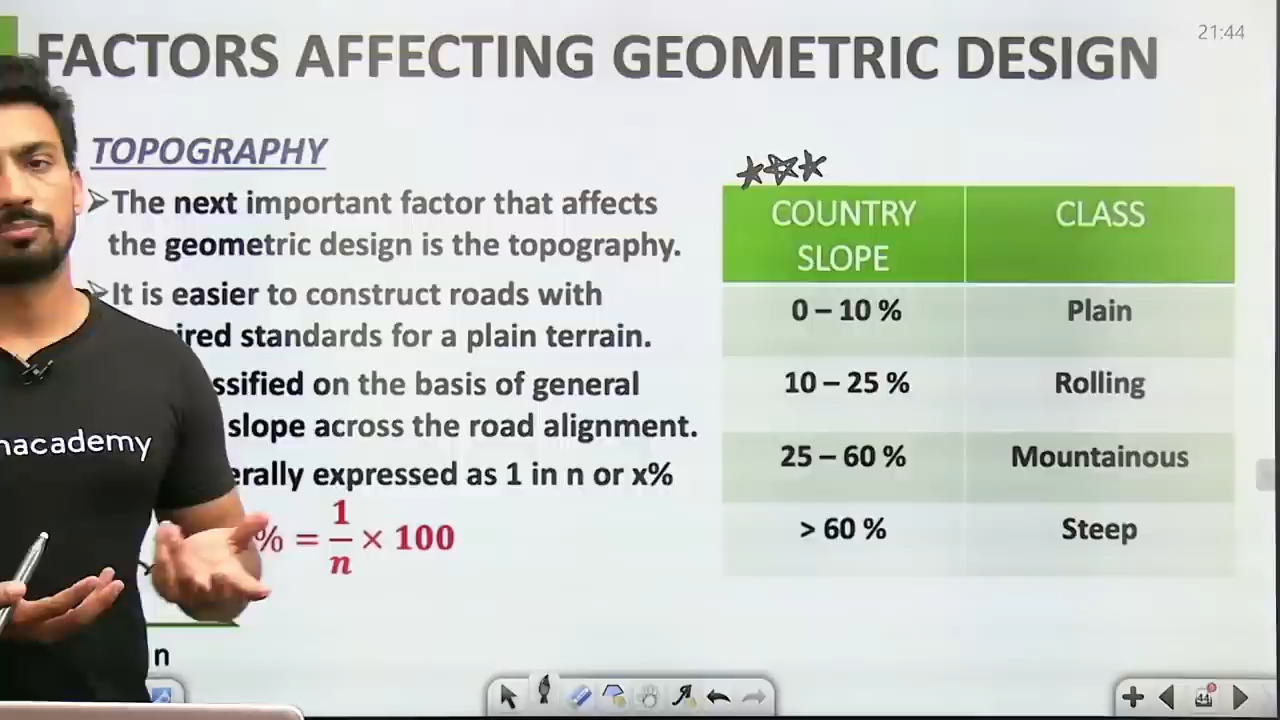 21:44
FACTORS AFFECTING GEOMETRIC DESIGN
TOPOGRAPHY
The next important factor that affects
the geometric design is the topography.
It is easier to construct roads with
standards for a plain terrain.
on the basis of general
slope across the road alignment.
expressed as 1 in n or x%
% = 1/n × 100
n
COUNTRY SLOPE CLASS
0 – 10 % Plain
10 – 25 % Rolling
25 – 60 % Mountainous
> 60 % Steep
nacademy
44